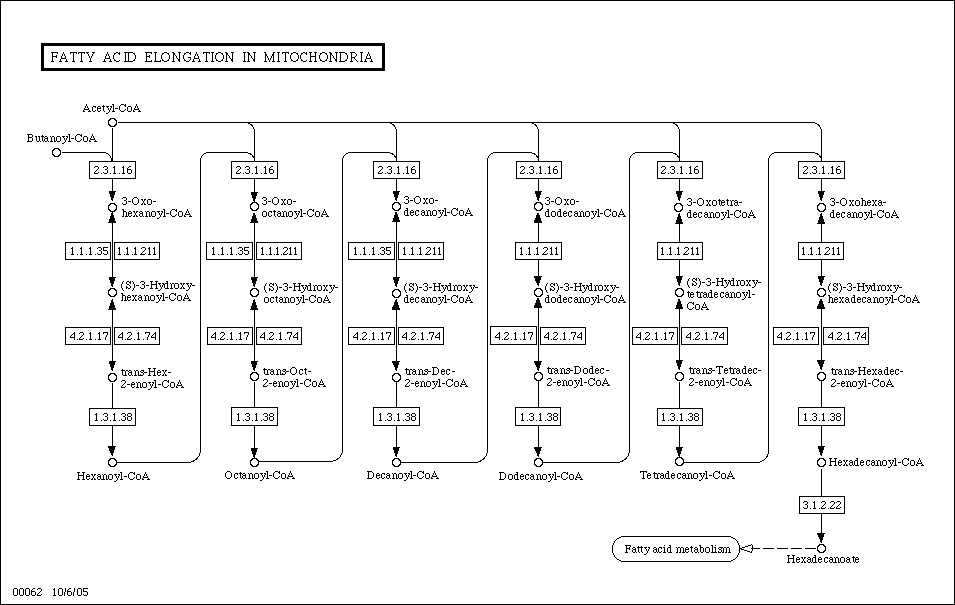 FATTY ACID ELONGATION IN MITOCHONDRIA
Acetyl-CoA
Butanoyl-CoA
2.3.1.16
2.3.1.16
2.3.1.16
2.3.1.16
2.3.1.16
2.3.1.16
3-Oxo-
hexanoyl-CoA
3-Oxo-
octanoyl-CoA
3-Oxo-
decanoyl-CoA
3-Oxo-
dodecanoyl-CoA
3-Oxotetra-
decanoyl-CoA
3-Oxohexa-
decanoyl-CoA
1.1.1.35 1.1.1.211
1.1.1.35 1.1.1.211
1.1.1.35 1.1.1.211
1.1.1.211
1.1.1.211
1.1.1.211
(S)-3-Hydroxy-
hexanoyl-CoA
(S)-3-Hydroxy-
octanoyl-CoA
(S)-3-Hydroxy-
decanoyl-CoA
(S)-3-Hydroxy-
dodecanoyl-CoA
(S)-3-Hydroxy-
tetradecanoyl-
CoA
(S)-3-Hydroxy-
hexadecanoyl-CoA
4.2.1.17 4.2.1.74
4.2.1.17 4.2.1.74
4.2.1.17 4.2.1.74
4.2.1.17 4.2.1.74
4.2.1.17 4.2.1.74
4.2.1.17 4.2.1.74
trans-Hex-
2-enoyl-CoA
trans-Oct-
2-enoyl-CoA
trans-Dec-
2-enoyl-CoA
trans-Dodec-
2-enoyl-CoA
trans-Tetradec-
2-enoyl-CoA
trans-Hexadec-
2-enoyl-CoA
1.3.1.38
1.3.1.38
1.3.1.38
1.3.1.38
1.3.1.38
1.3.1.38
Hexanoyl-CoA
Octanoyl-CoA
Decanoyl-CoA
Dodecanoyl-CoA
Tetradecanoyl-CoA
Hexadecanoyl-CoA
3.1.2.22
Fatty acid metabolism
Hexadecanoate
00062 10/6/05